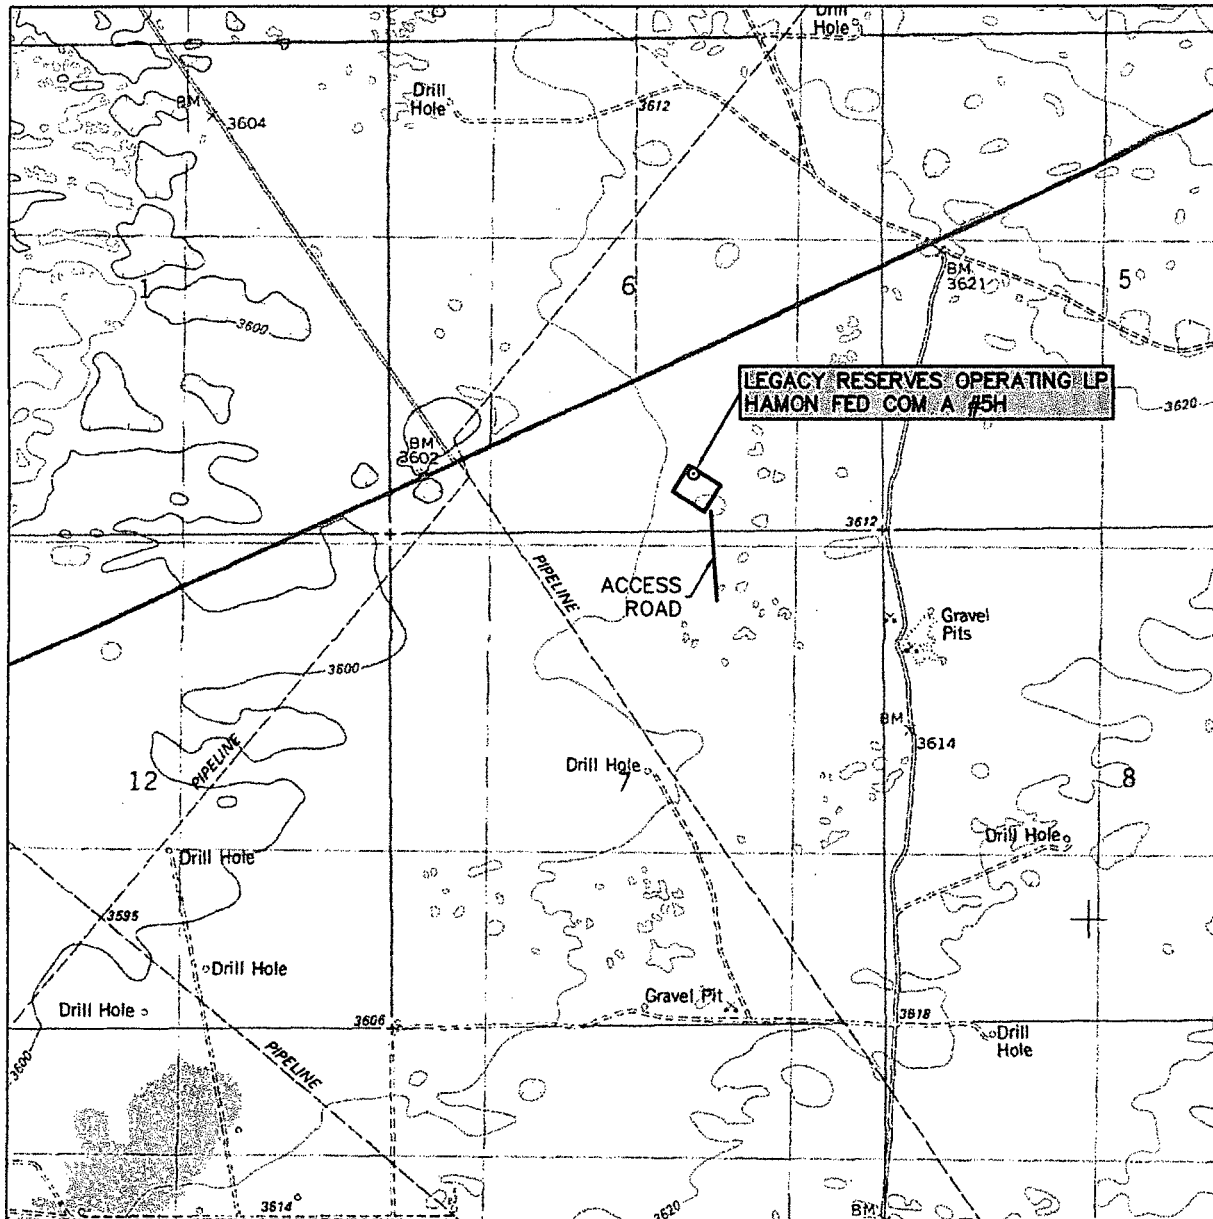 Drill
Hole
Drill
Hole
3612
BM
3604
6
BM
3621
5
1
3600
LEGACY RESERVES OPERATING LP
HAMON FED COM A #5H
3620
BM
3602
3612
PIPELINE
ACCESS
ROAD
Gravel
Pits
3600
BM
3614
PIPELINE
12
Drill Hole
7
8
Drill Hole
Drill Hole
3595
Drill Hole
Drill Hole
Gravel Pit
3606
3618
Drill
Hole
3600
PIPELINE
3614
3620
BM